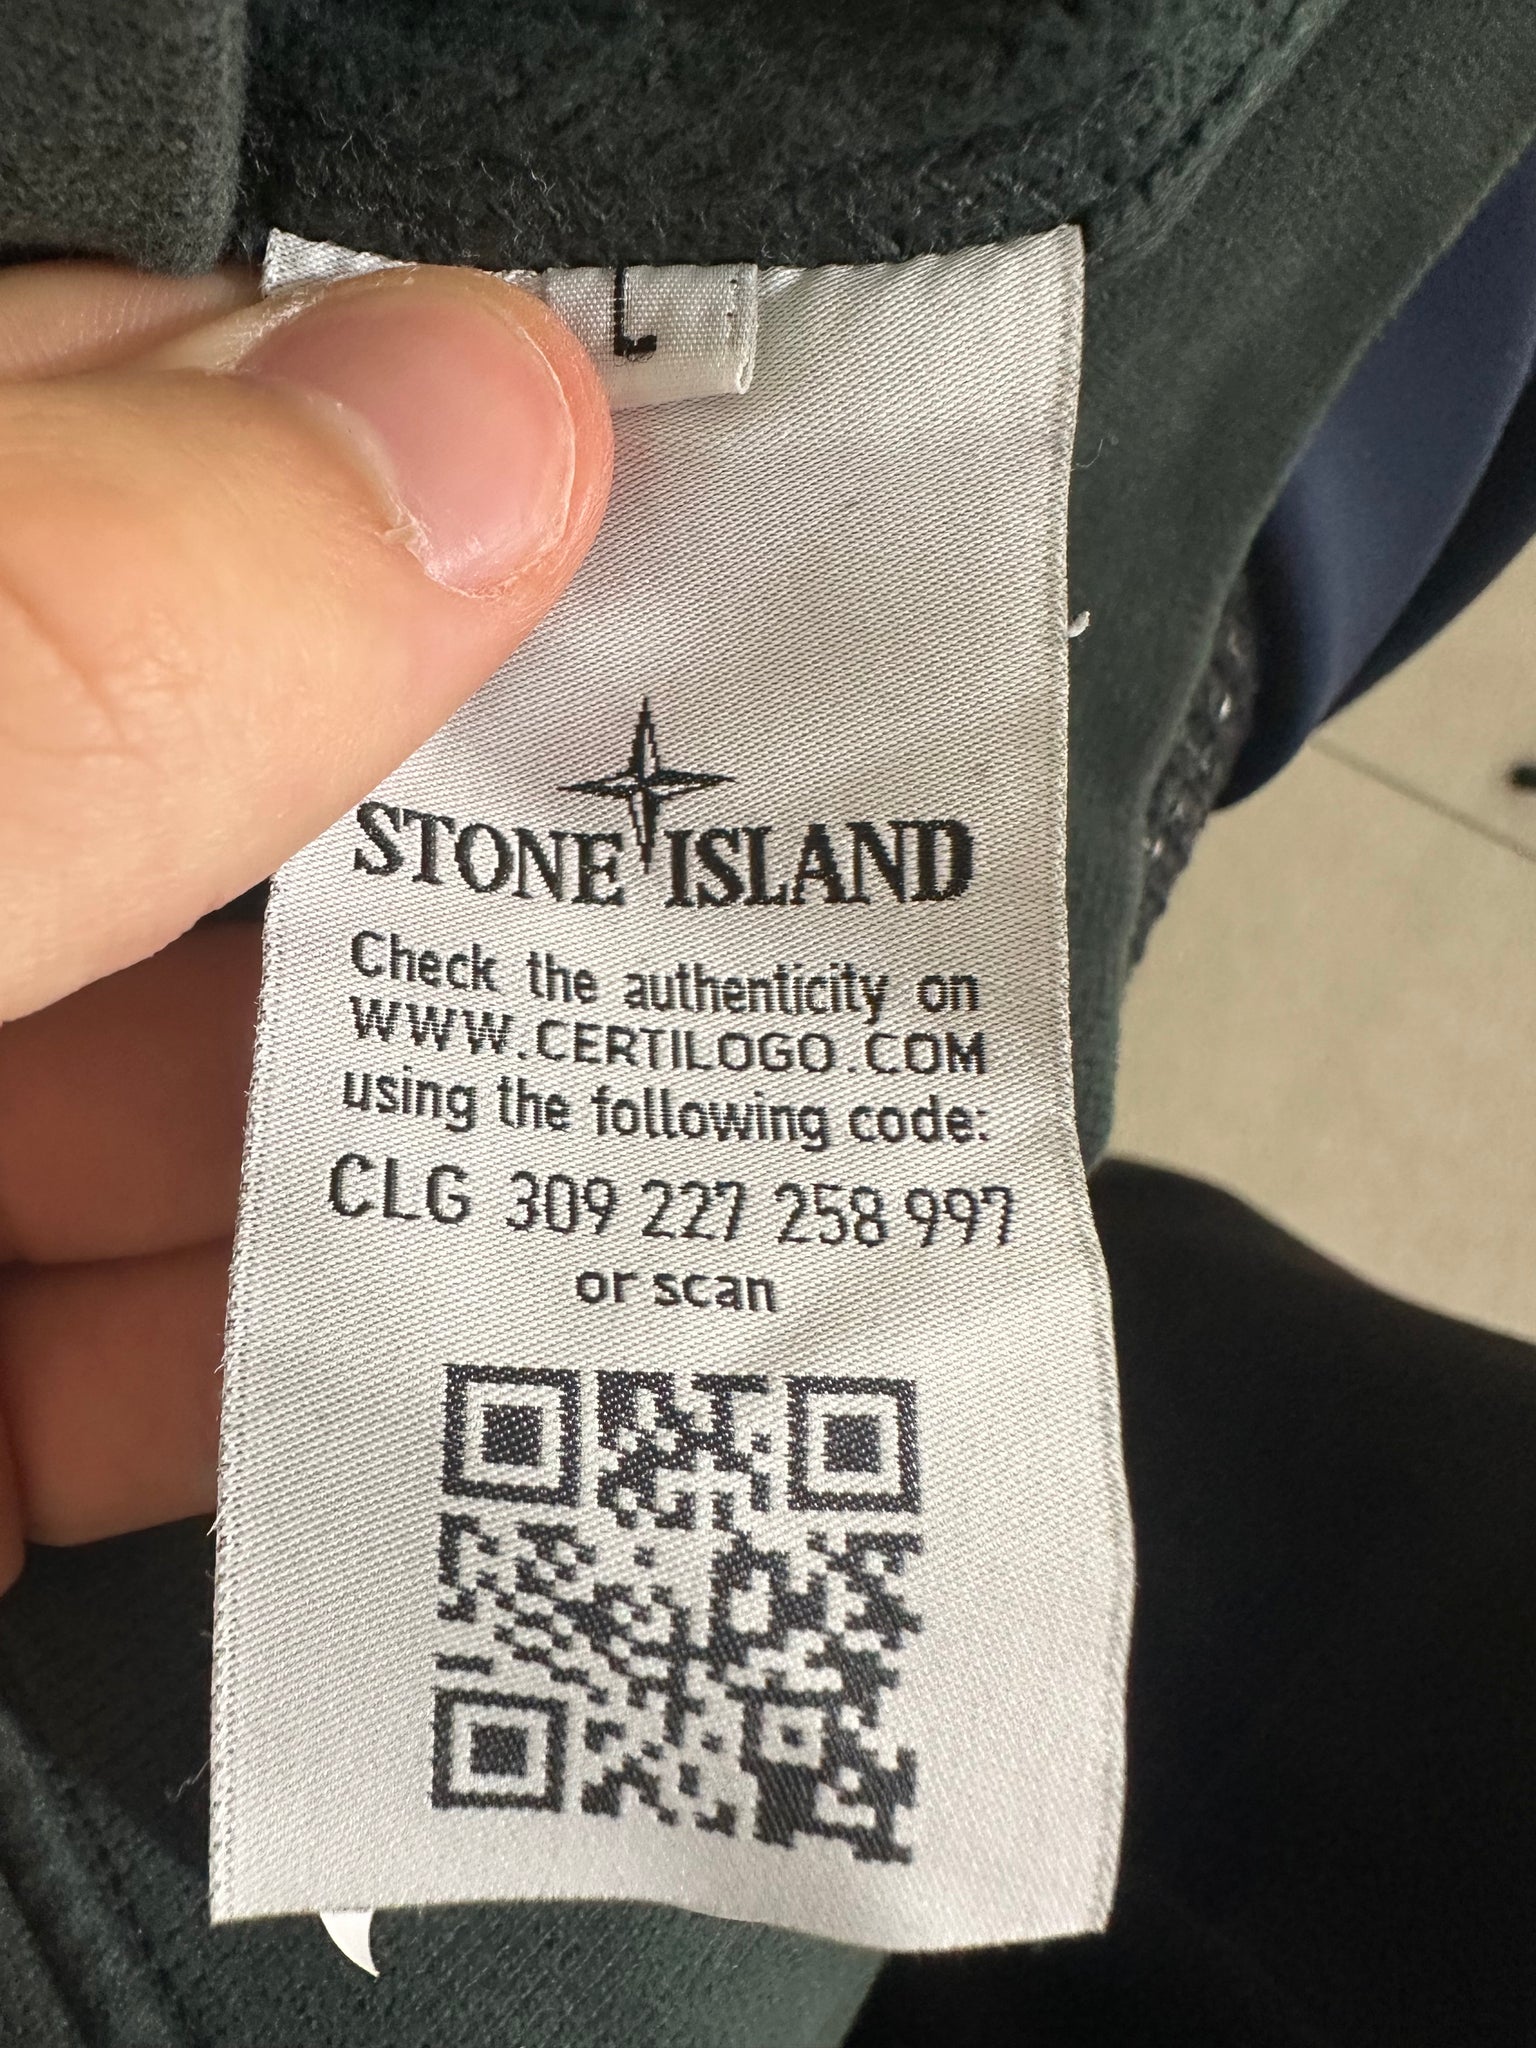 L
STONE ISLAND
Check the authenticity on
WWW.CERTILOGO.COM
using the following code:
CLG 309 227 258 997
or scan